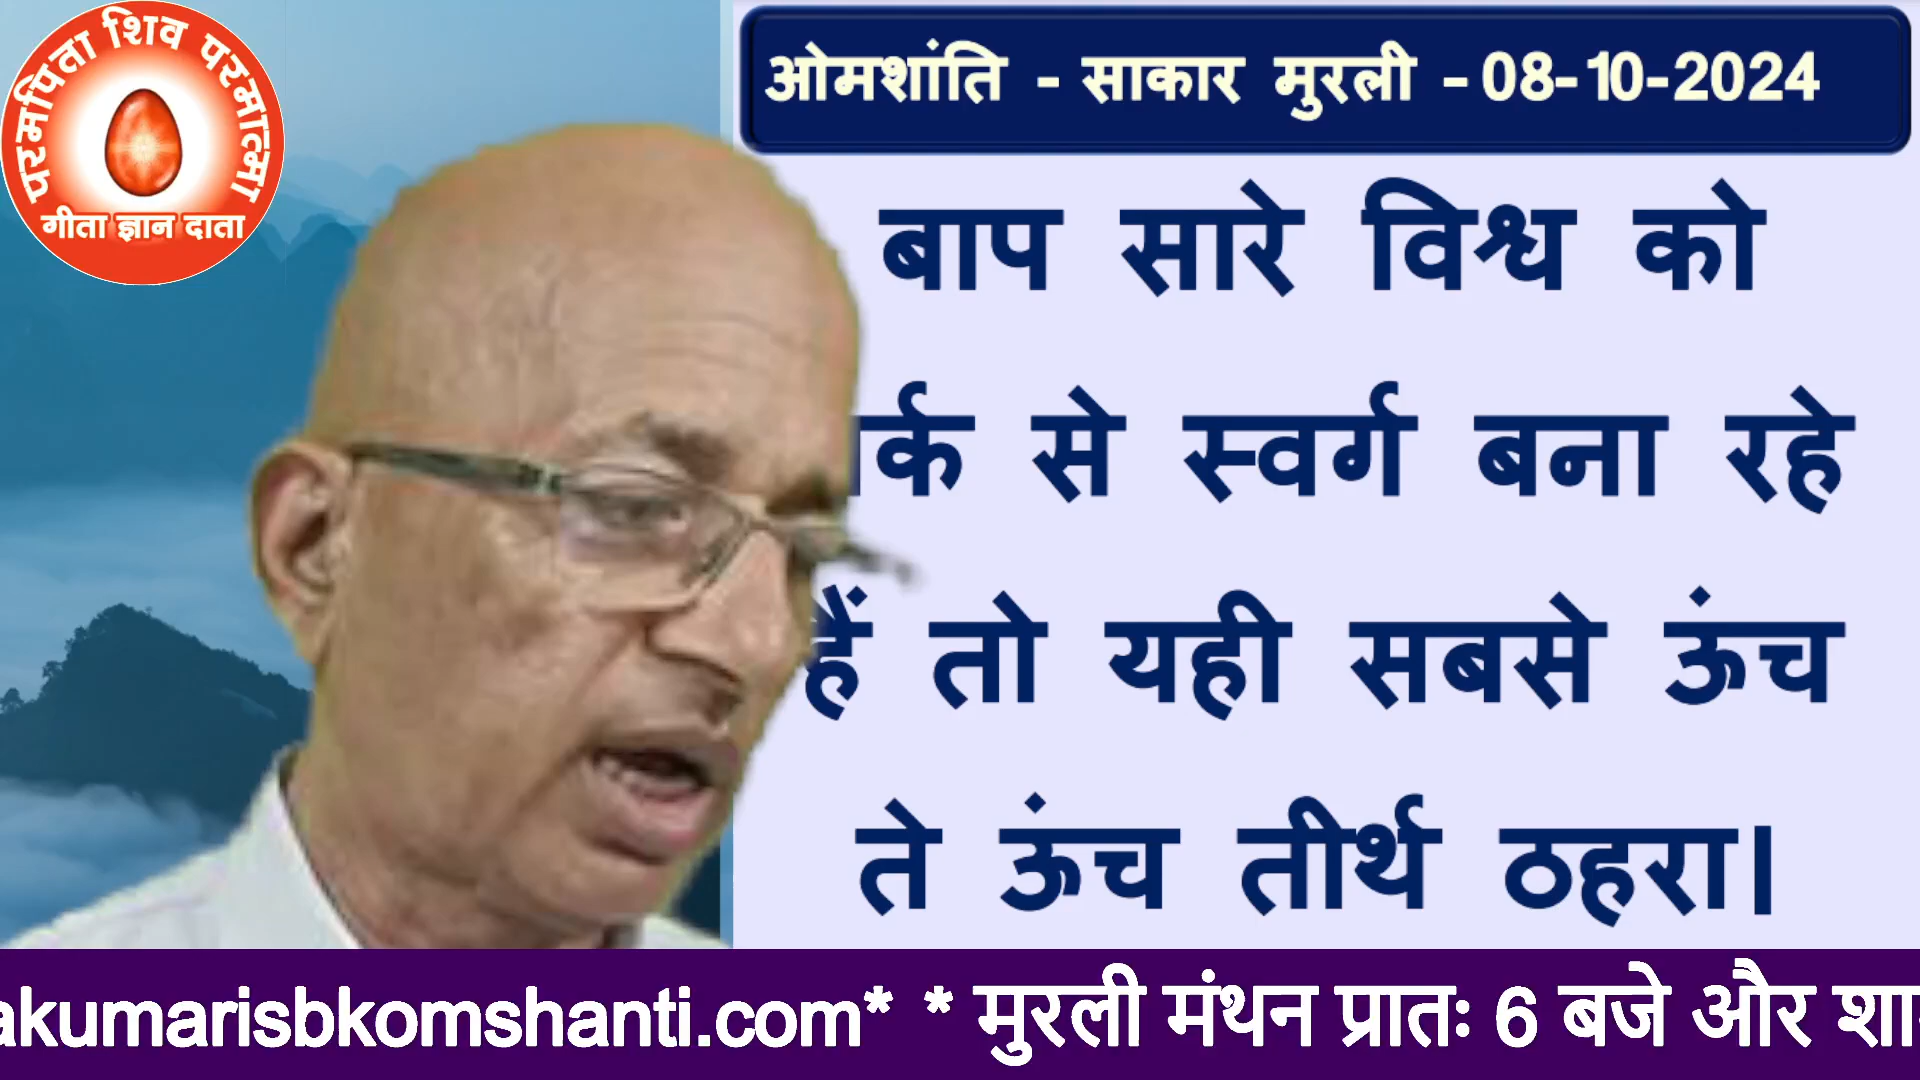 परमपिता शिव परमात्मा
गीता ज्ञान दाता
ओमशांति - साकार मुरली - 08-10-2024
बाप सारे विश्व को
र्क से स्वर्ग बना रहे
हैं तो यही सबसे ऊंच
ते ऊंच तीर्थ ठहरा।
akumarisbkomshanti.com* * मुरली मंथन प्रातः 6 बजे और